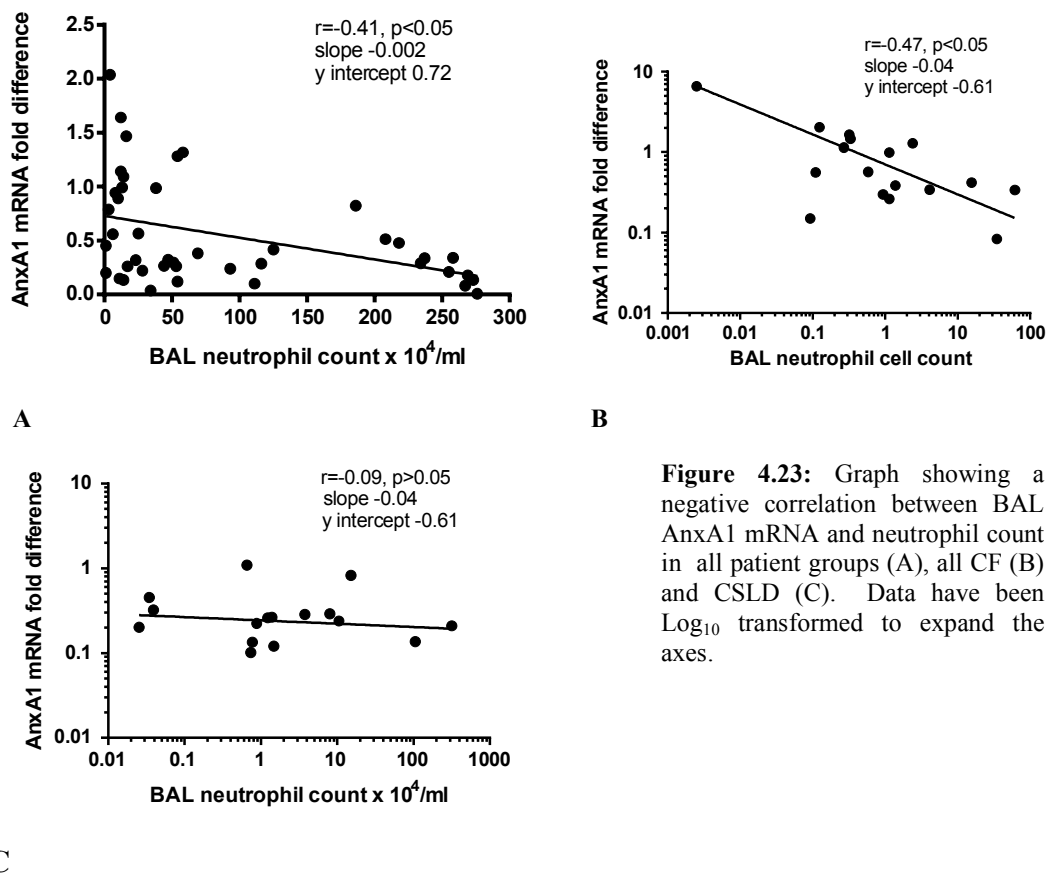 r=-0.41, p<0.05
slope -0.002
y intercept 0.72
AnxA1 mRNA fold difference
2.5
2.0
1.5
1.0
0.5
0.0
0 50 100 150 200 250 300
BAL neutrophil count x 10⁴/ml
A
r=-0.47, p<0.05
slope -0.04
y intercept -0.61
AnxA1 mRNA fold difference
10
1
0.1
0.01
0.001 0.01 0.1 1 10 100
BAL neutrophil cell count
B
r=-0.09, p>0.05
slope -0.04
y intercept -0.61
AnxA1 mRNA fold difference
10
1
0.1
0.01
0.01 0.1 1 10 100 1000
BAL neutrophil count x 10⁴/ml
C
Figure 4.23: Graph showing a
negative correlation between BAL
AnxA1 mRNA and neutrophil count
in all patient groups (A), all CF (B)
and CSLD (C). Data have been
Log₁₀ transformed to expand the
axes.